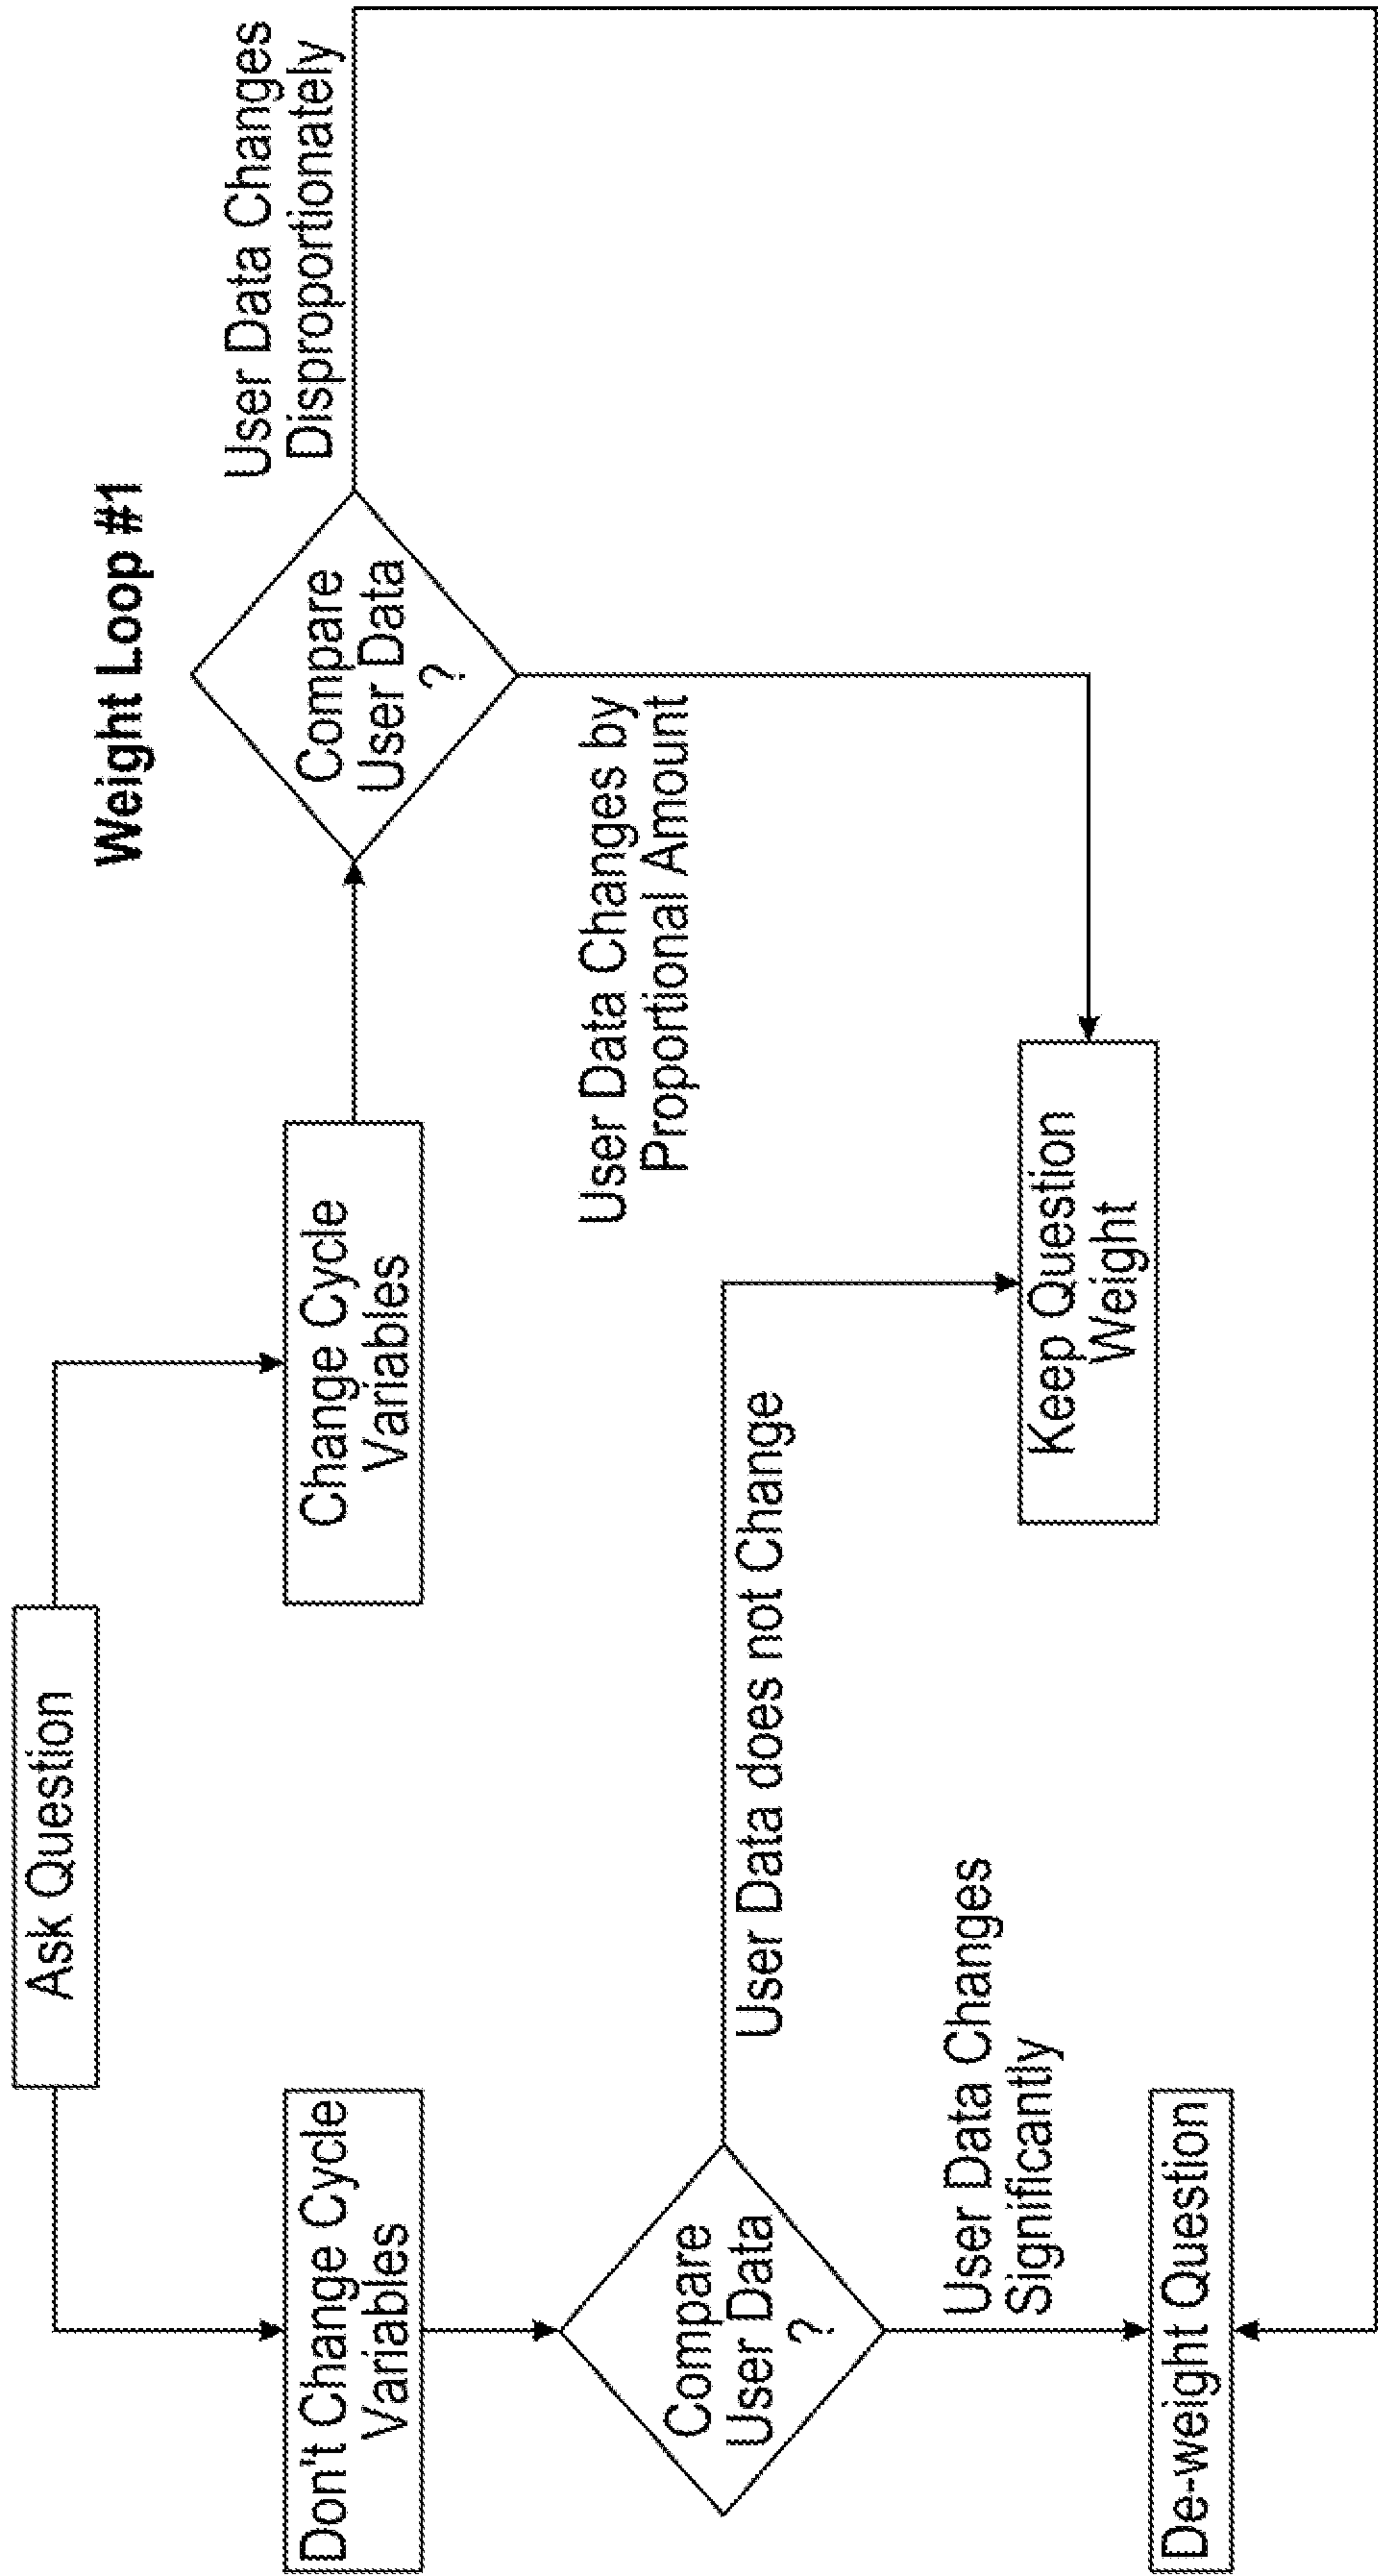 Weight Loop #1
Ask Question
Don't Change Cycle
Variables
Change Cycle
Variables
Compare
User Data
?
User Data Changes
Disproportionately
User Data Changes by
Proportional Amount
Compare
User Data
?
User Data does not Change
User Data Changes
Significantly
Keep Question
Weight
De-weight Question